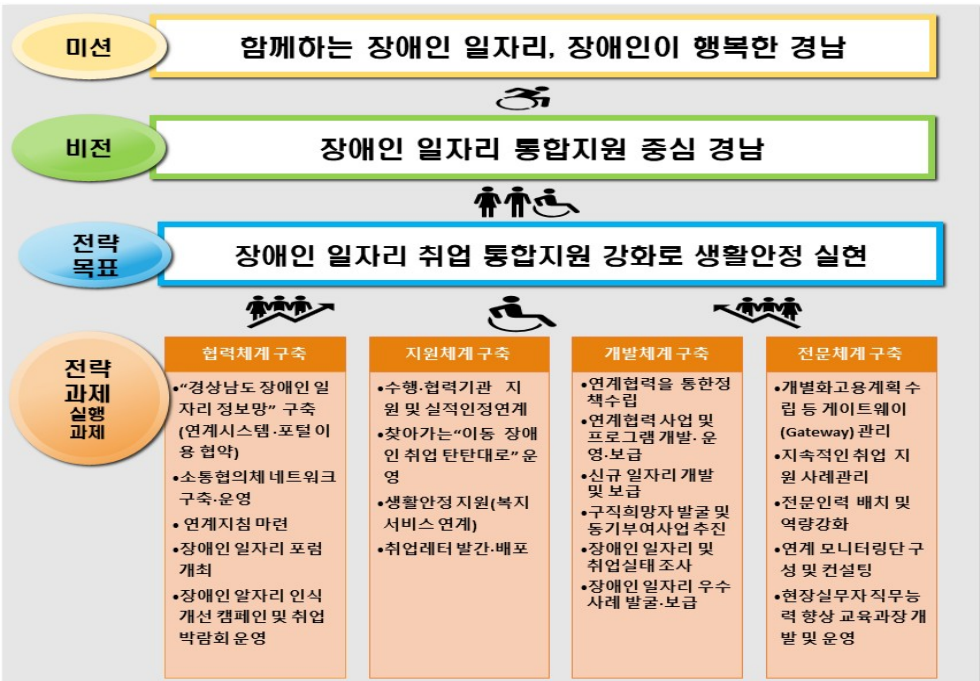 미션
함께하는 장애인 일자리, 장애인이 행복한 경남
비전
장애인 일자리 통합지원 중심 경남
전략
목표
장애인 일자리 취업 통합지원 강화로 생활안정 실현
전략
과제
실행
과제
협력체계 구축
•“경상남도 장애인 일
자리 정보망” 구축
(연계시스템·포털 이
용 협약)
•소통협의체 네트워크
구축·운영
• 연계지침 마련
•장애인 일자리 포럼
개최
•장애인 알자리 인식
개선 캠페인 및 취업
박람회 운영
지원체계 구축
•수행·협력기관 지
원 및 실적인정연계
•찾아가는“이동 장애
인 취업 탄탄대로” 운
영
•생활안정 지원(복지
서비스 연계)
•취업레터 발간·배포
개발체계 구축
•연계협력을 통한정
책수립
•연계협력 사업 및
프로그램 개발· 운
영·보급
•신규 일자리 개발
및 보급
•구직희망자 발굴 및
동기부여사업 추진
•장애인 일자리 및
취업실태 조사
•장애인 일자리 우수
사례 발굴·보급
전문체계 구축
•개별화고용계획 수
립 등 게이트웨이
(Gateway) 관리
•지속적인 취업 지
원 사례관리
•전문인력 배치 및
역량강화
•연계 모니터링단 구
성 및 컨설팅
•현장실무자 직무능
력 향상 교육과장 개
발 및 운영